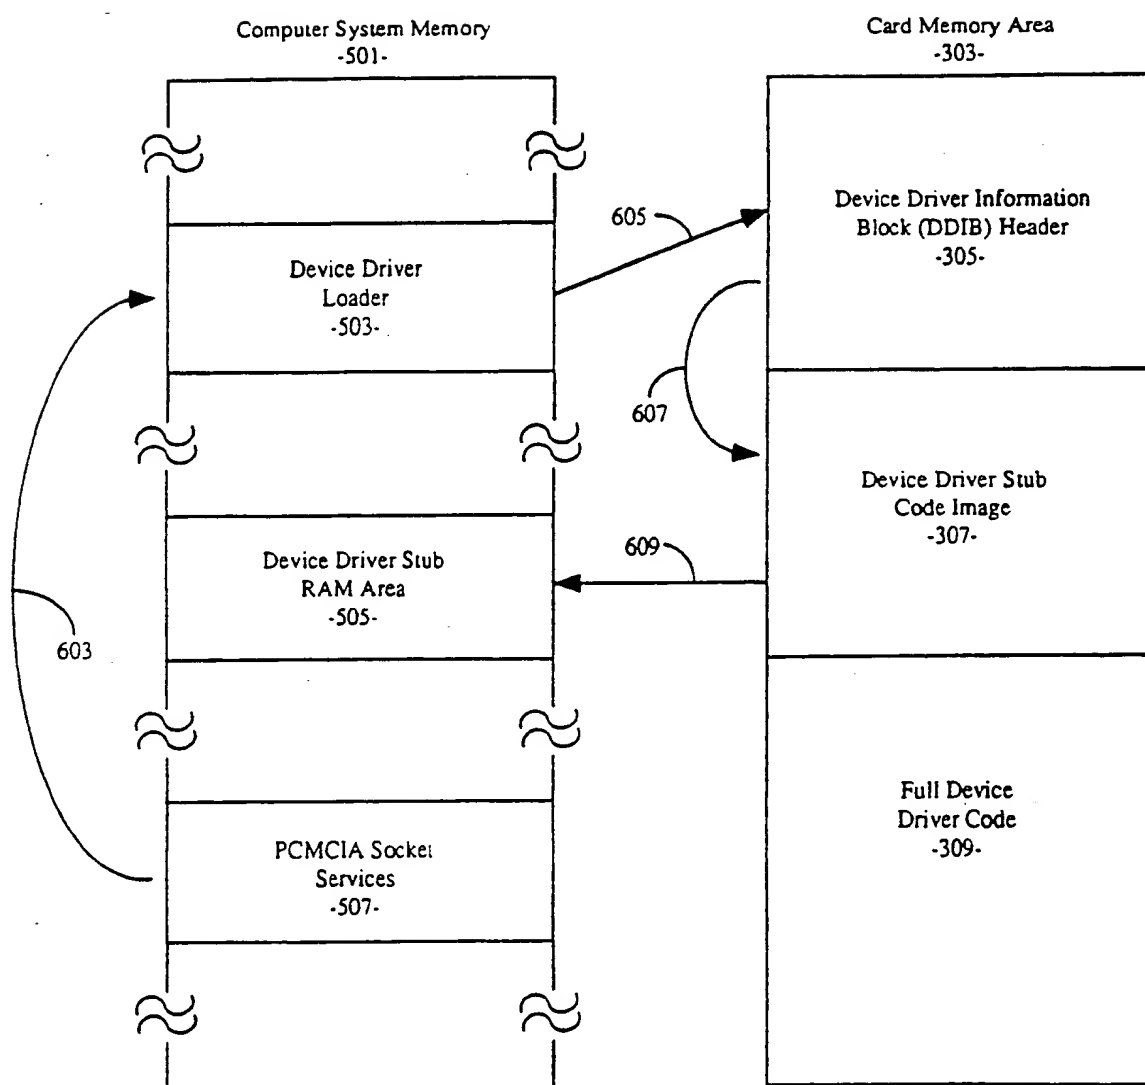 Computer System Memory
-501-
Card Memory Area
-303-
Device Driver Information
Block (DDIB) Header
-305-
605
Device Driver
Loader
-503-
607
Device Driver Stub
Code Image
-307-
609
Device Driver Stub
RAM Area
-505-
603
Full Device
Driver Code
-309-
PCMCIA Socket
Services
-507-